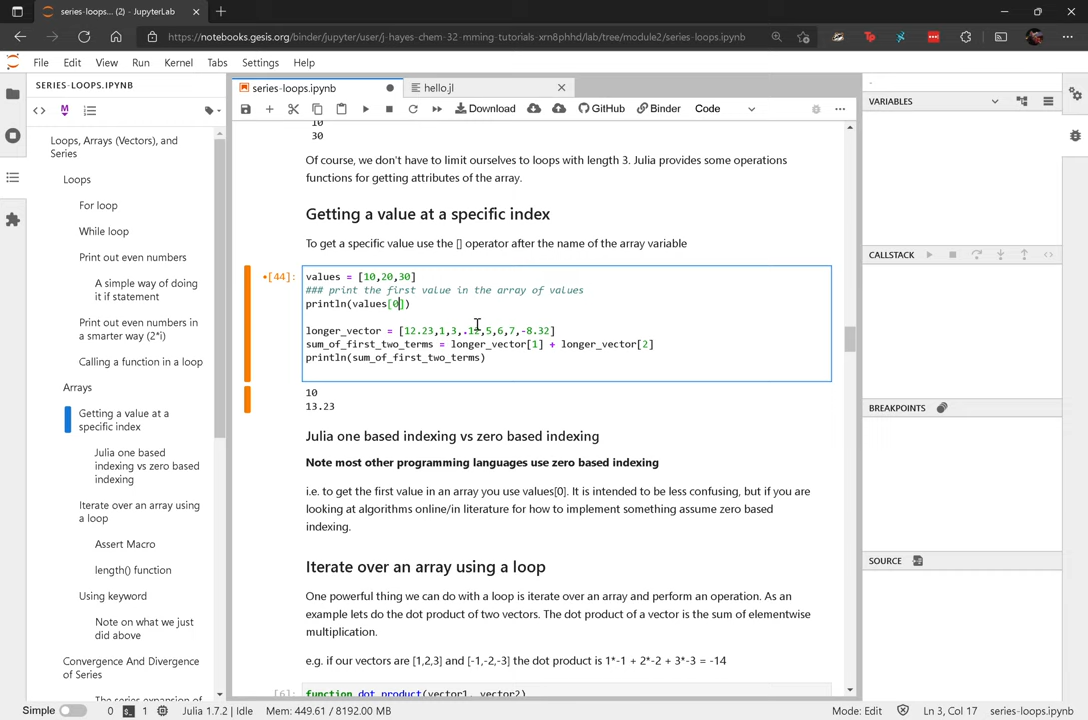 series-loops... (2) - JupyterLab
https://notebooks.gesis.org/binder/jupyter/user/j-hayes-chem-32-mming-tutorials-xrn8phhd/lab/tree/module2/series-loops.ipynb
File Edit View Run Kernel Tabs Settings Help
SERIES-LOOPS.IPYNB
Loops, Arrays (Vectors), and
Series
Loops
For loop
While loop
Print out even numbers
A simple way of doing
it if statement
Print out even numbers in
a smarter way (2*i)
Calling a function in a loop
Arrays
Getting a value at a
specific index
Julia one based
indexing vs zero based
indexing
Iterate over an array using
a loop
Assert Macro
length() function
Using keyword
Note on what we just
did above
Convergence And Divergence
of Series
The series expansion of
series-loops.ipynb
hello.jl
Download GitHub Binder Code
10
30
Of course, we don't have to limit ourselves to loops with length 3. Julia provides some operations
functions for getting attributes of the array.
Getting a value at a specific index
To get a specific value use the [] operator after the name of the array variable
[44]:
values = [10,20,30]
### print the first value in the array of values
println(values[0])
longer_vector = [12.23,1,3,.12,5,6,7,-8.32]
sum_of_first_two_terms = longer_vector[1] + longer_vector[2]
println(sum_of_first_two_terms)
10
13.23
Julia one based indexing vs zero based indexing
Note most other programming languages use zero based indexing
i.e. to get the first value in an array you use values[0]. It is intended to be less confusing, but if you are
looking at algorithms online/in literature for how to implement something assume zero based
indexing.
Iterate over an array using a loop
One powerful thing we can do with a loop is iterate over an array and perform an operation. As an
example lets do the dot product of two vectors. The dot product of a vector is the sum of elementwise
multiplication.
e.g. if our vectors are [1,2,3] and [-1,-2,-3] the dot product is 1*-1 + 2*-2 + 3*-3 = -14
[6]: function dot_product(vector1, vector2)
VARIABLES
CALLSTACK
BREAKPOINTS
SOURCE
Simple 0 1 Julia 1.7.2 | Idle Mem: 449.61 / 8192.00 MB Mode: Edit Ln 3, Col 17 series-loops.ipynb